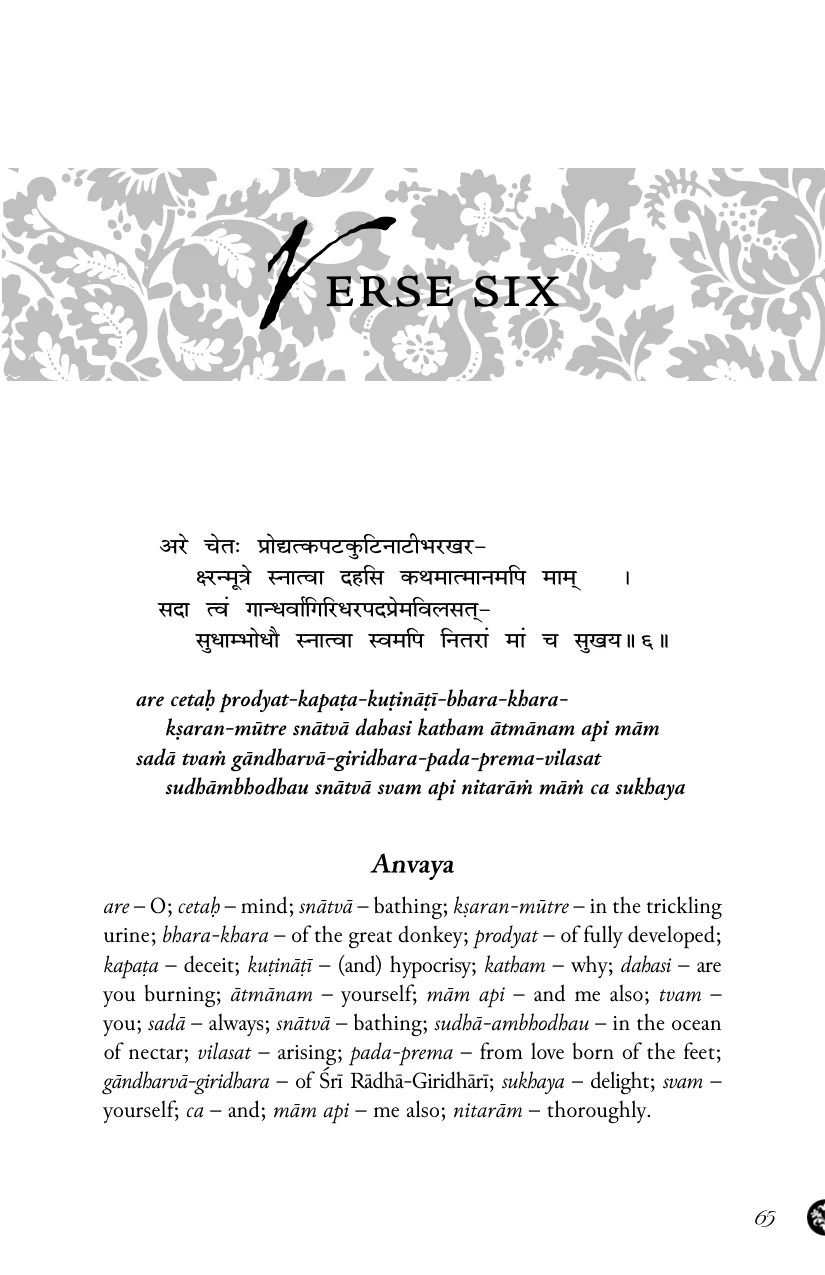 VERSE SIX
अरे चेतः प्रोद्यत्कपटकुटिनाटीभरखर–
क्षरन्मूत्रे स्नात्वा दहसि कथमात्मानमपि माम् ।
सदा त्वं गान्धर्वागिरिधरपदप्रेमविलसत्–
सुधाम्भोधौ स्नात्वा स्वमपि नितरां मां च सुखय॥ ६॥
are cetaḥ prodyat-kapaṭa-kuṭināṭī-bhara-khara-
kṣaran-mūtre snātvā dahasi katham ātmānam api mām
sadā tvaṁ gāndharvā-giridhara-pada-prema-vilasat
sudhāmbhodhau snātvā svam api nitarāṁ māṁ ca sukhaya
Anvaya
are – O; cetaḥ – mind; snātvā – bathing; kṣaran-mūtre – in the trickling
urine; bhara-khara – of the great donkey; prodyat – of fully developed;
kapaṭa – deceit; kuṭināṭī – (and) hypocrisy; katham – why; dahasi – are
you burning; ātmānam – yourself; mām api – and me also; tvam –
you; sadā – always; snātvā – bathing; sudhā-ambhodhau – in the ocean
of nectar; vilasat – arising; pada-prema – from love born of the feet;
gāndharvā-giridhara – of Śrī Rādhā-Giridhārī; sukhaya – delight; svam –
yourself; ca – and; mām api – me also; nitarām – thoroughly.
65